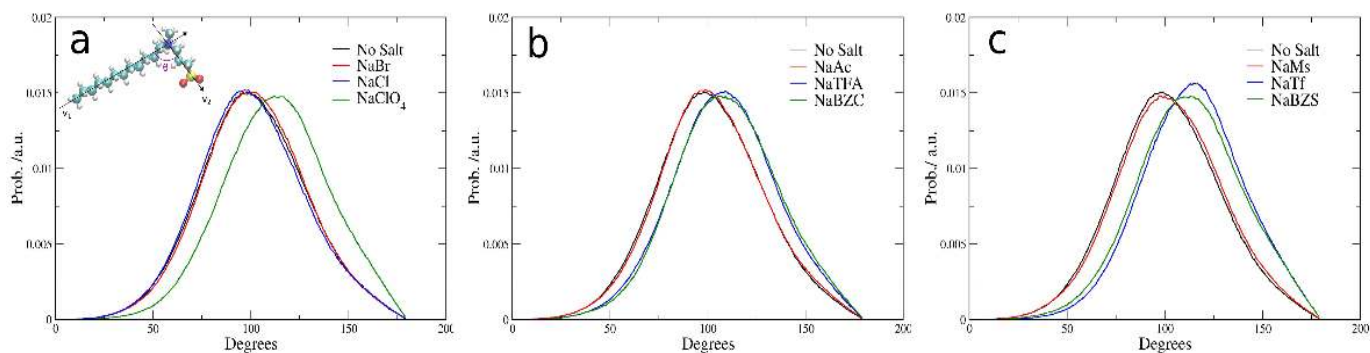 a
θ
v₁
v₂
No Salt
NaBr
NaCl
NaClO₄
0.02
0.015
0.01
0.005
0
Prob. /a.u.
0 50 100 150 200
Degrees
b
No Salt
NaAc
NaTFA
NaBZC
0.02
0.015
0.01
0.005
0
Prob. /a.u.
0 50 100 150 200
Degrees
c
No Salt
NaMs
NaTf
NaBZS
0.02
0.015
0.01
0.005
0
Prob./ a.u.
0 50 100 150 200
Degrees